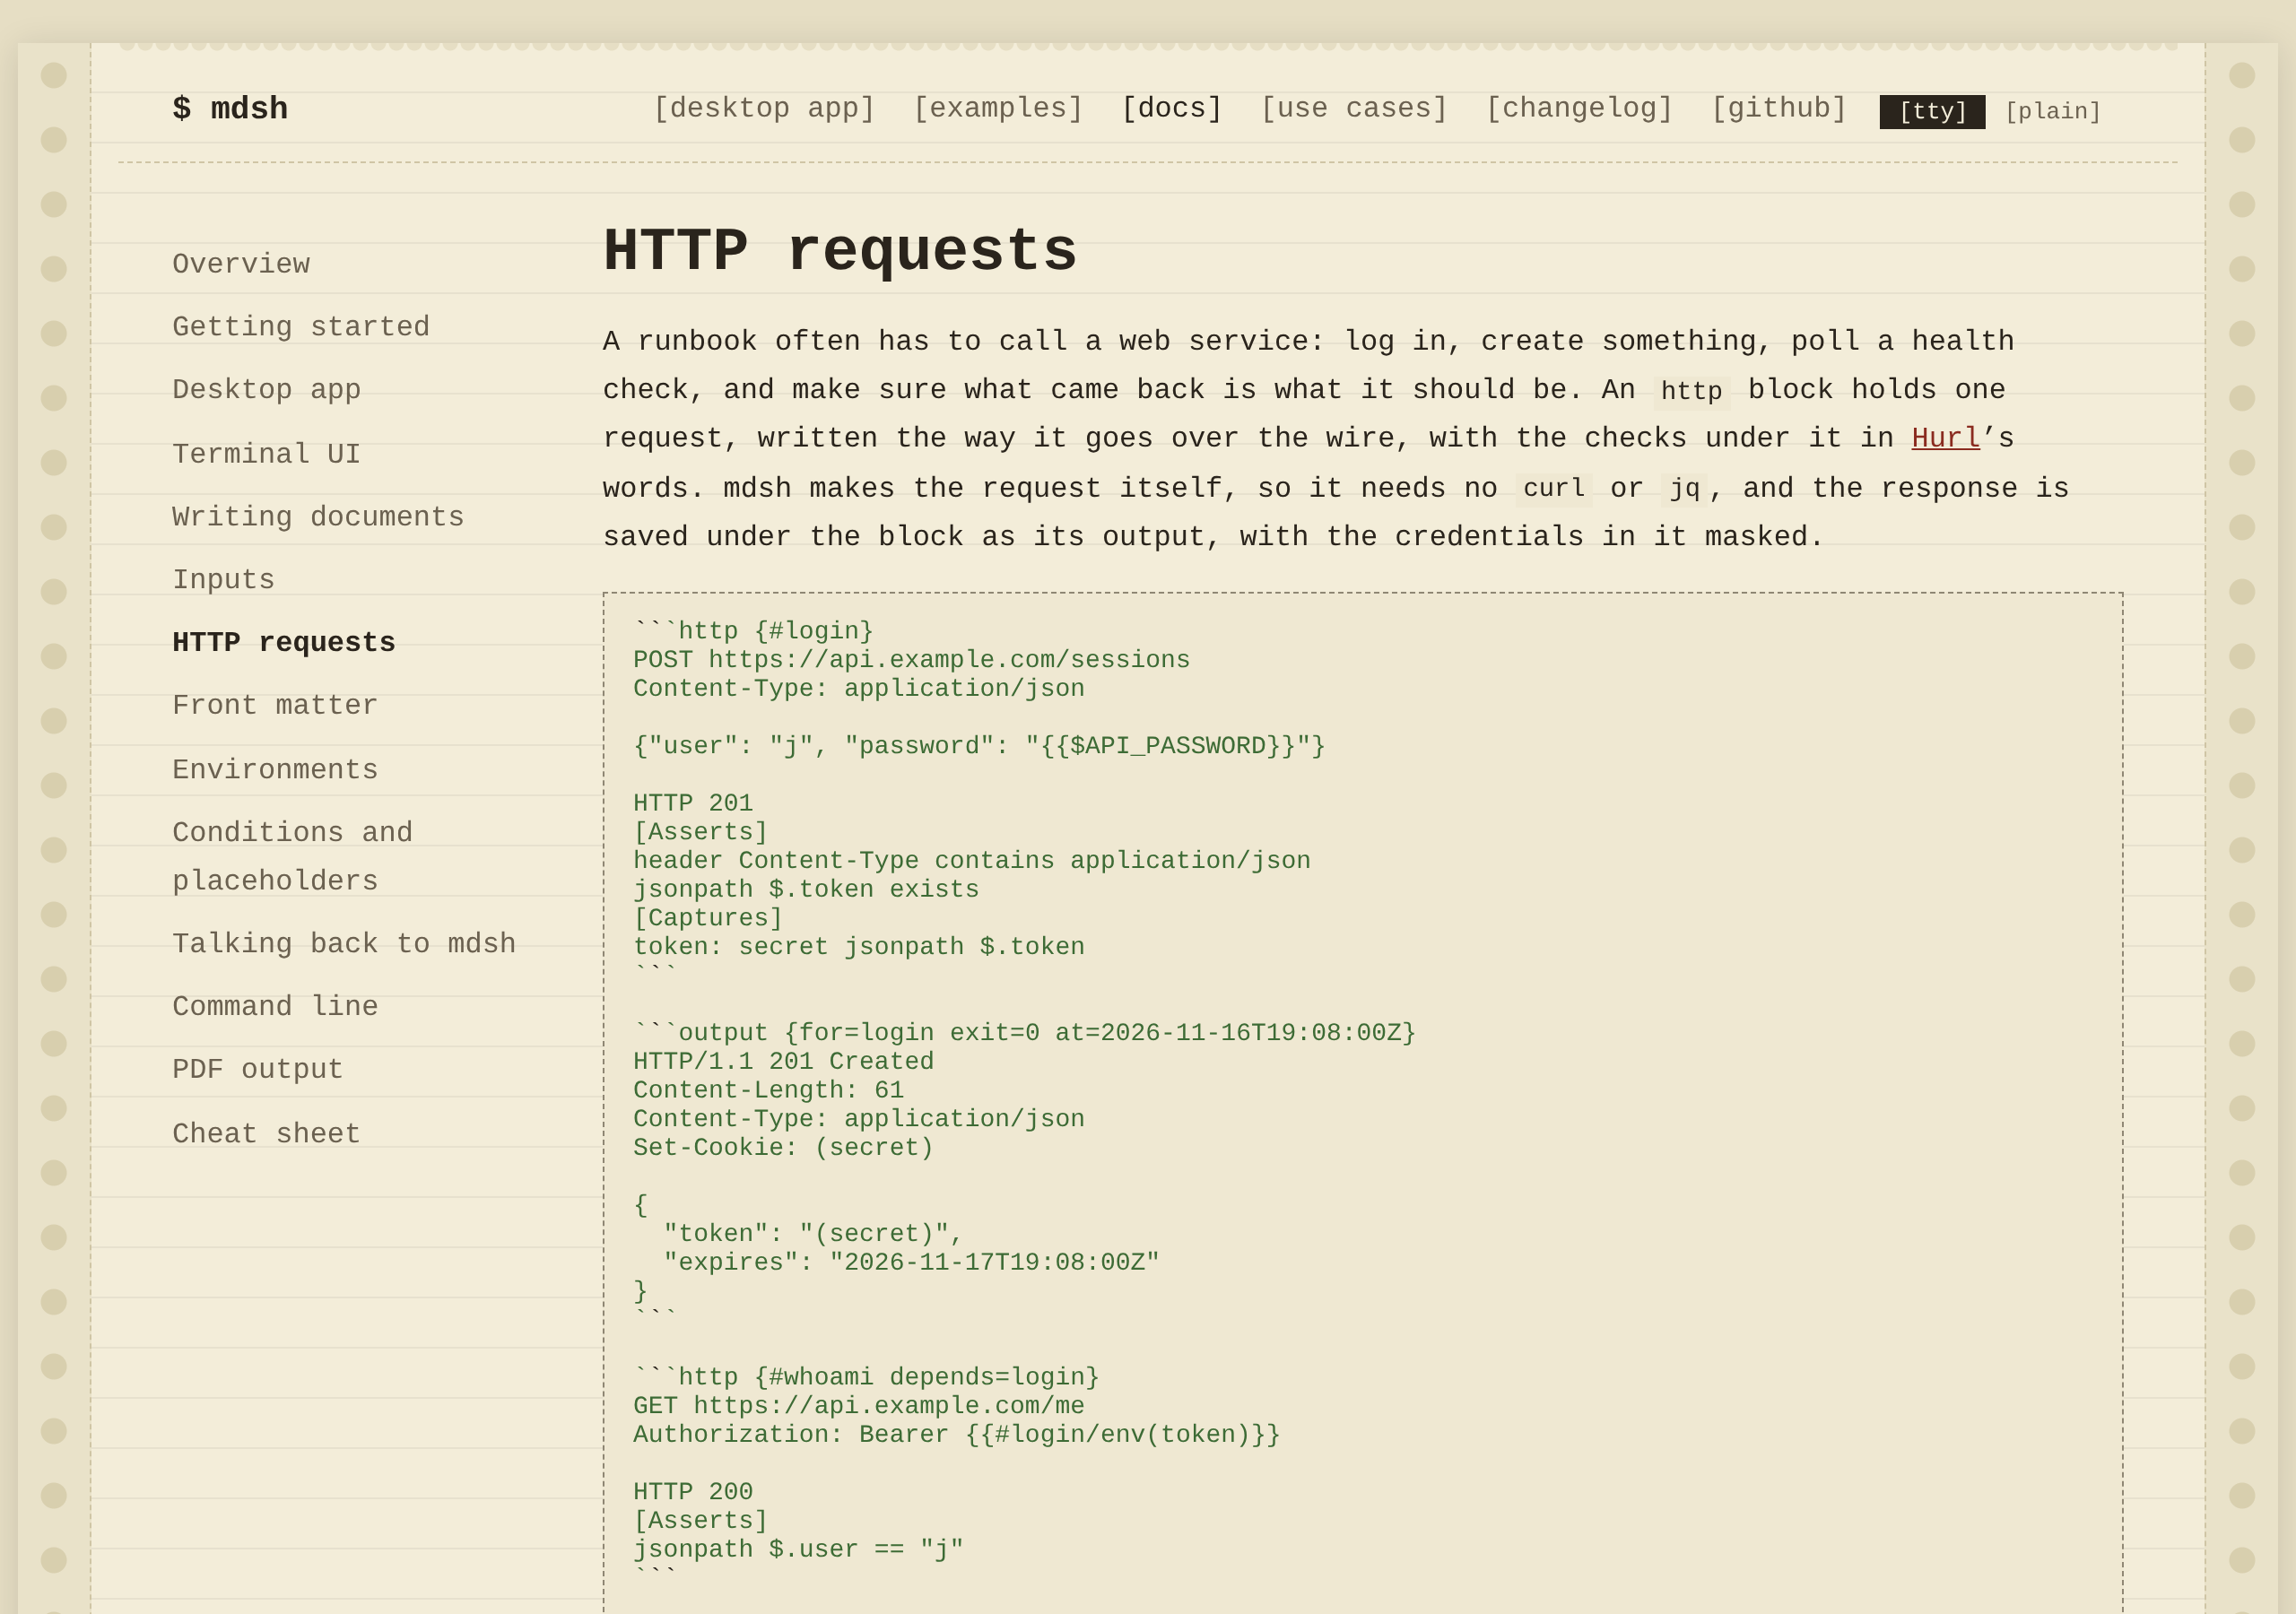 $ mdsh
[desktop app] [examples] [docs] [use cases] [changelog] [github] [tty] [plain]
Overview
Getting started
Desktop app
Terminal UI
Writing documents
Inputs
HTTP requests
Front matter
Environments
Conditions and
placeholders
Talking back to mdsh
Command line
PDF output
Cheat sheet
HTTP requests
A runbook often has to call a web service: log in, create something, poll a health
check, and make sure what came back is what it should be. An http block holds one
request, written the way it goes over the wire, with the checks under it in Hurl’s
words. mdsh makes the request itself, so it needs no curl or jq, and the response is
saved under the block as its output, with the credentials in it masked.
```http {#login}
POST https://api.example.com/sessions
Content-Type: application/json
{"user": "j", "password": "{{$API_PASSWORD}}"}
HTTP 201
[Asserts]
header Content-Type contains application/json
jsonpath $.token exists
[Captures]
token: secret jsonpath $.token
```
```output {for=login exit=0 at=2026-11-16T19:08:00Z}
HTTP/1.1 201 Created
Content-Length: 61
Content-Type: application/json
Set-Cookie: (secret)
{
  "token": "(secret)",
  "expires": "2026-11-17T19:08:00Z"
}
```
```http {#whoami depends=login}
GET https://api.example.com/me
Authorization: Bearer {{#login/env(token)}}
HTTP 200
[Asserts]
jsonpath $.user == "j"
```